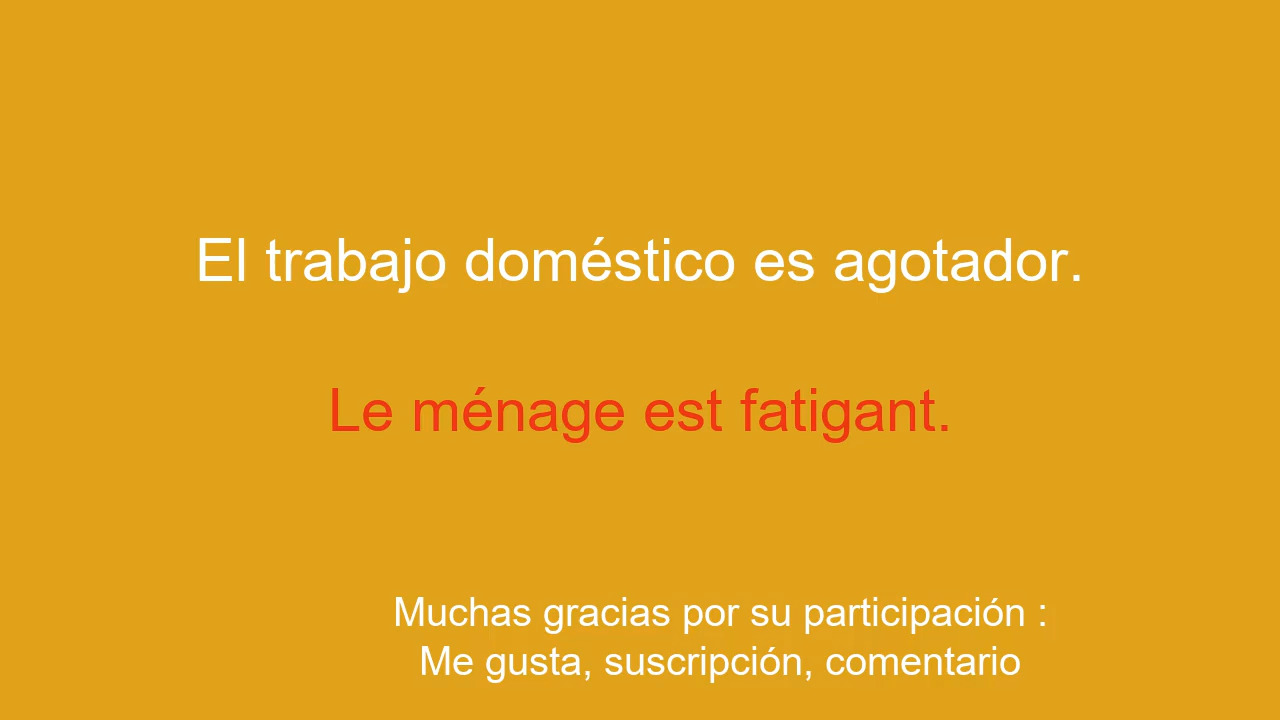 El trabajo doméstico es agotador.
Le ménage est fatigant.
Muchas gracias por su participación :
Me gusta, suscripción, comentario